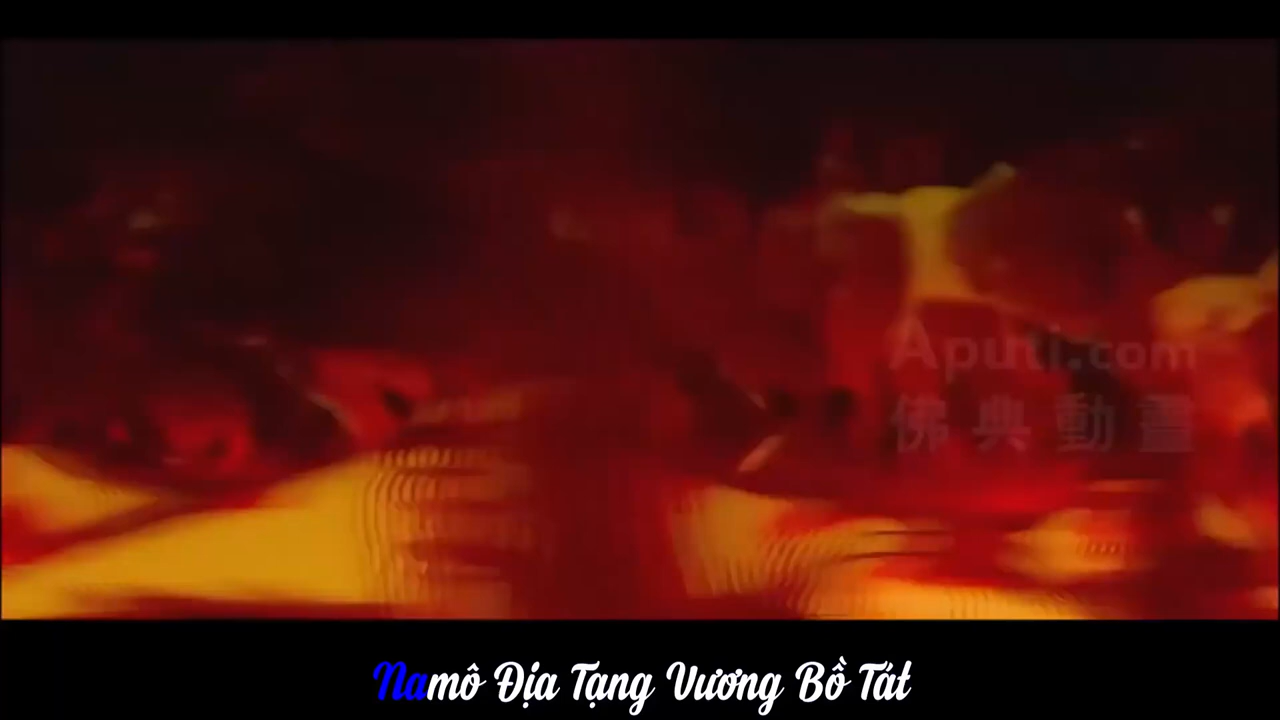 Aputi.com
佛典動畫
Namô Địa Tạng Vương Bồ Tát